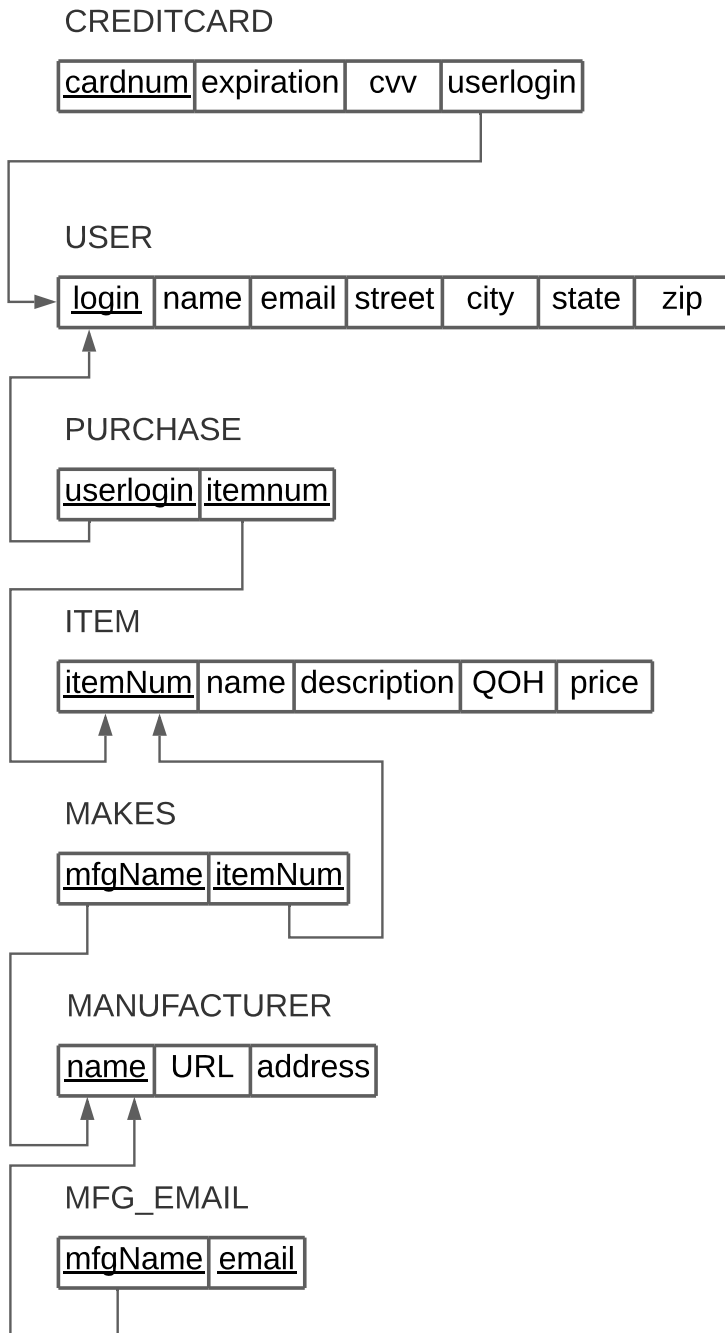 CREDITCARD
cardnum expiration cvv userlogin
USER
login name email street city state zip
PURCHASE
userlogin itemnum
ITEM
itemNum name description QOH price
MAKES
mfgName itemNum
MANUFACTURER
name URL address
MFG_EMAIL
mfgName email